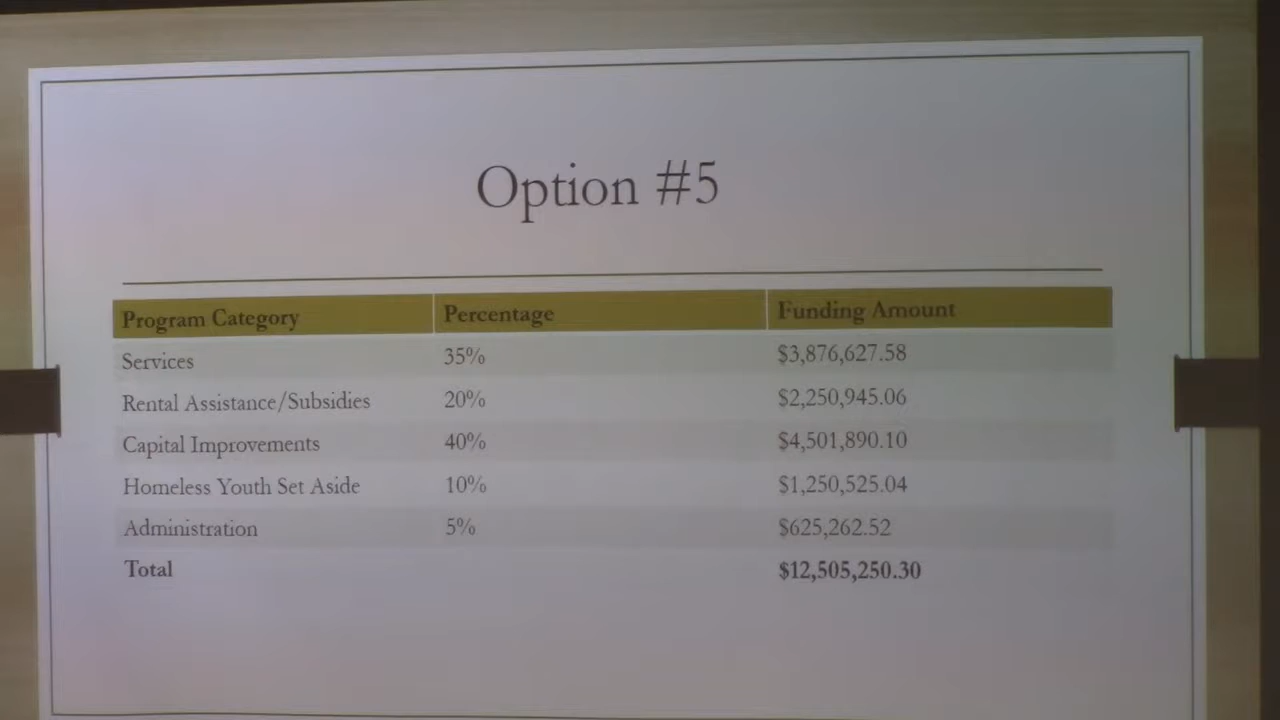 Option #5
Program Category Percentage Funding Amount
Services 35% $3,876,627.58
Rental Assistance/Subsidies 20% $2,250,945.06
Capital Improvements 40% $4,501,890.10
Homeless Youth Set Aside 10% $1,250,525.04
Administration 5% $625,262.52
Total $12,505,250.30